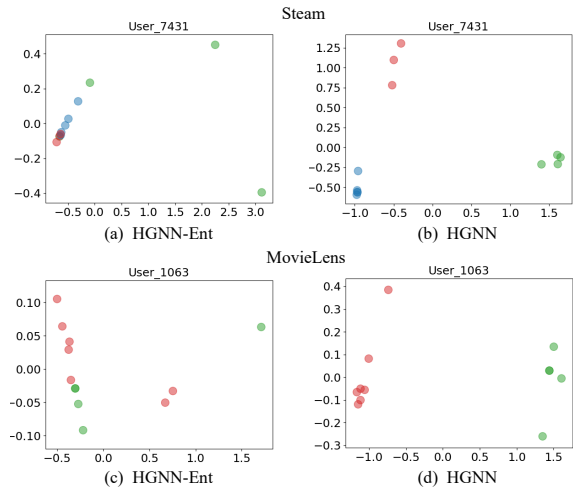 Steam
User_7431
User_7431
0.4
0.2
0.0
−0.2
−0.4
−0.5 0.0 0.5 1.0 1.5 2.0 2.5 3.0
1.25
1.00
0.75
0.50
0.25
0.00
−0.25
−0.50
−1.0 −0.5 0.0 0.5 1.0 1.5
(a) HGNN-Ent
(b) HGNN
MovieLens
User_1063
User_1063
0.10
0.05
0.00
−0.05
−0.10
−0.5 0.0 0.5 1.0 1.5
0.4
0.3
0.2
0.1
0.0
−0.1
−0.2
−0.3
−1.0 −0.5 0.0 0.5 1.0 1.5
(c) HGNN-Ent
(d) HGNN